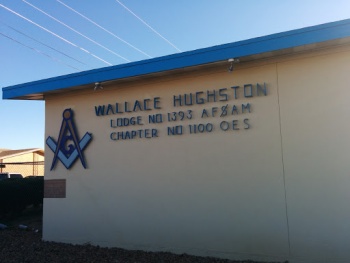 WALLACE HUGHSTON
LODGE NO 1393 AF&AM
CHAPTER NO 1100 OES
G